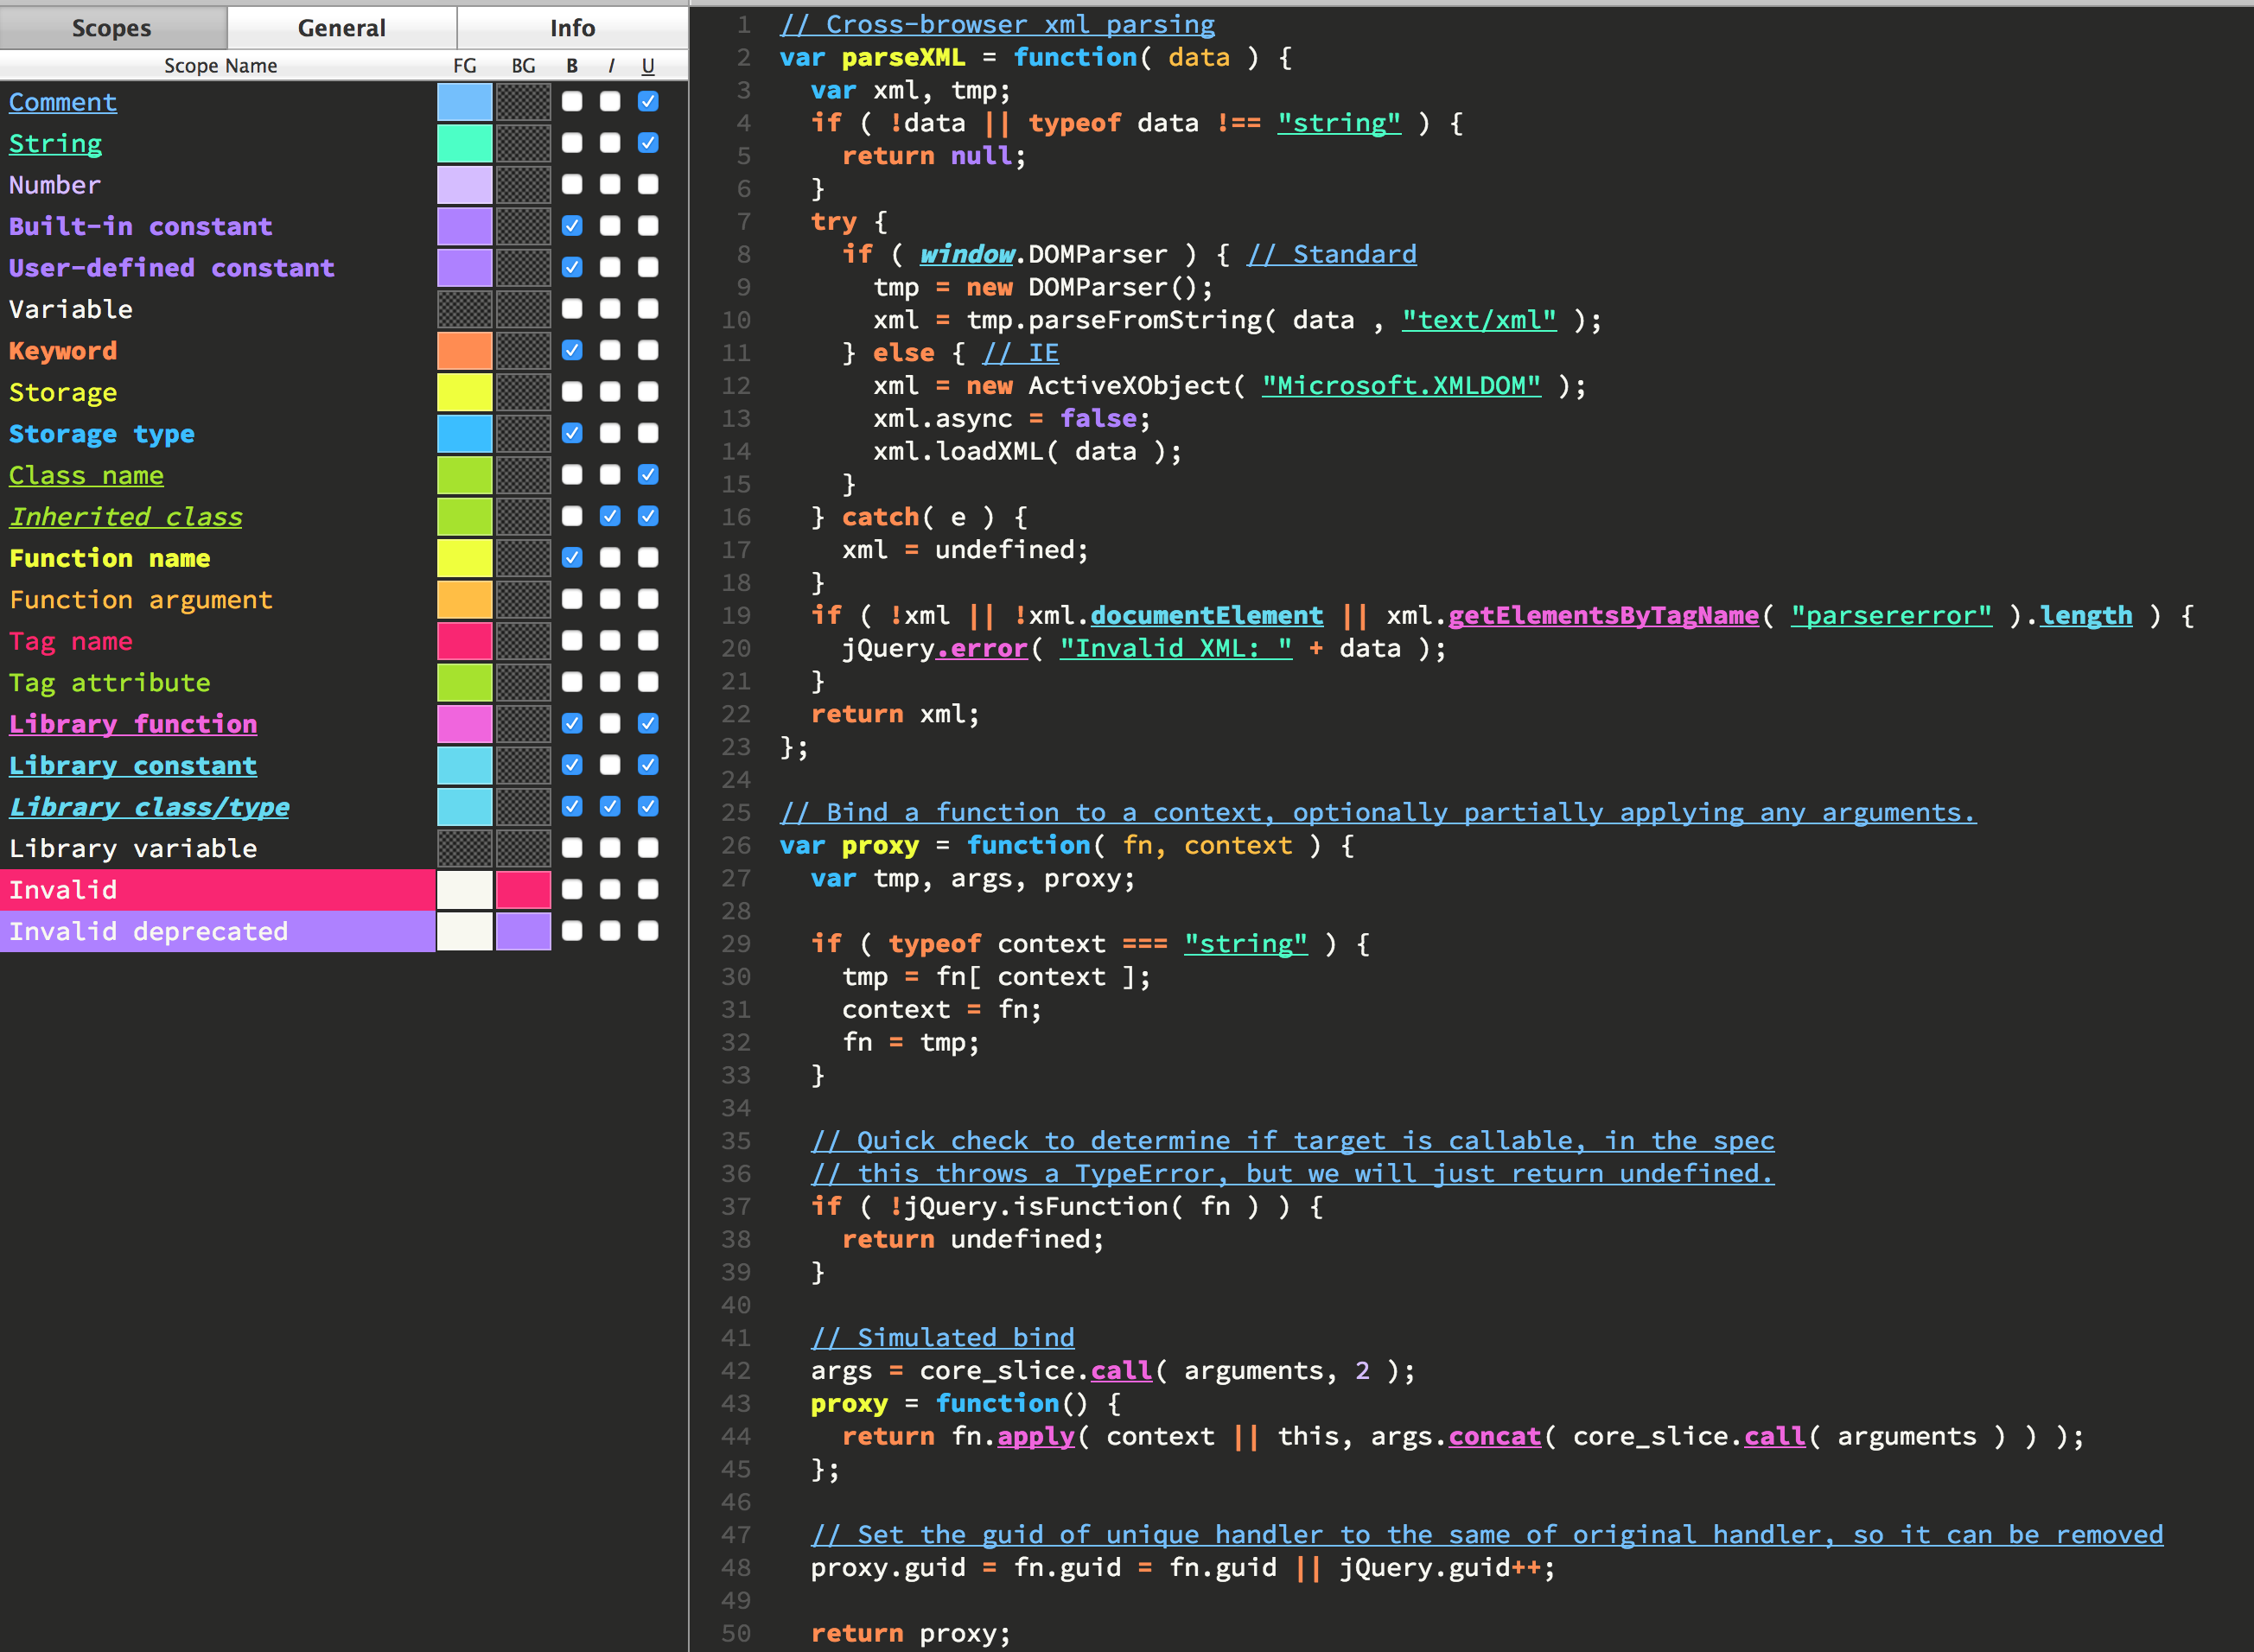 Scopes General Info
Scope Name FG BG B I U
Comment
String
Number
Built-in constant
User-defined constant
Variable
Keyword
Storage
Storage type
Class name
Inherited class
Function name
Function argument
Tag name
Tag attribute
Library function
Library constant
Library class/type
Library variable
Invalid
Invalid deprecated
1 // Cross-browser xml parsing
2 var parseXML = function( data ) {
3   var xml, tmp;
4   if ( !data || typeof data !== "string" ) {
5     return null;
6   }
7   try {
8     if ( window.DOMParser ) { // Standard
9       tmp = new DOMParser();
10       xml = tmp.parseFromString( data , "text/xml" );
11     } else { // IE
12       xml = new ActiveXObject( "Microsoft.XMLDOM" );
13       xml.async = false;
14       xml.loadXML( data );
15     }
16   } catch( e ) {
17     xml = undefined;
18   }
19   if ( !xml || !xml.documentElement || xml.getElementsByTagName( "parsererror" ).length ) {
20     jQuery.error( "Invalid XML: " + data );
21   }
22   return xml;
23 };
24
25 // Bind a function to a context, optionally partially applying any arguments.
26 var proxy = function( fn, context ) {
27   var tmp, args, proxy;
28
29   if ( typeof context === "string" ) {
30     tmp = fn[ context ];
31     context = fn;
32     fn = tmp;
33   }
34
35   // Quick check to determine if target is callable, in the spec
36   // this throws a TypeError, but we will just return undefined.
37   if ( !jQuery.isFunction( fn ) ) {
38     return undefined;
39   }
40
41   // Simulated bind
42   args = core_slice.call( arguments, 2 );
43   proxy = function() {
44     return fn.apply( context || this, args.concat( core_slice.call( arguments ) ) );
45   };
46
47   // Set the guid of unique handler to the same of original handler, so it can be removed
48   proxy.guid = fn.guid = fn.guid || jQuery.guid++;
49
50   return proxy;